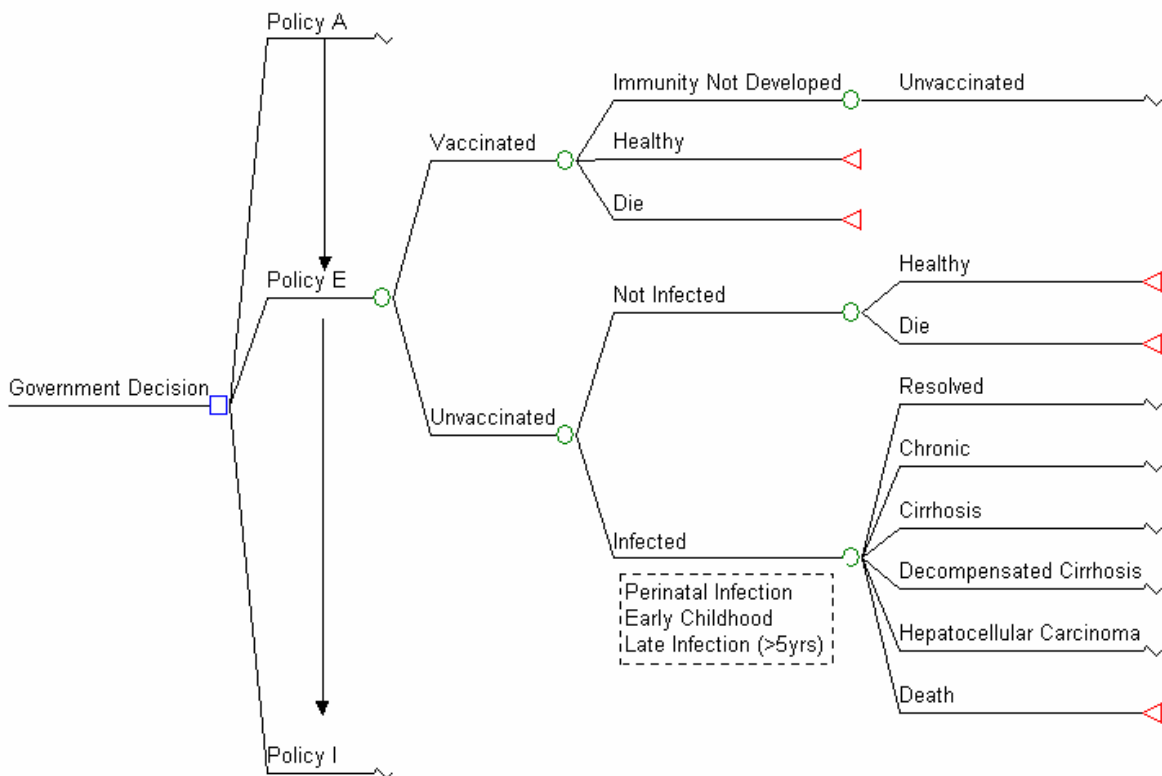 Policy A
Immunity Not Developed
Unvaccinated
Vaccinated
Healthy
Die
Policy E
Healthy
Not Infected
Die
Government Decision
Resolved
Unvaccinated
Chronic
Cirrhosis
Infected
Decompensated Cirrhosis
Perinatal Infection
Early Childhood
Late Infection (>5yrs)
Hepatocellular Carcinoma
Death
Policy I